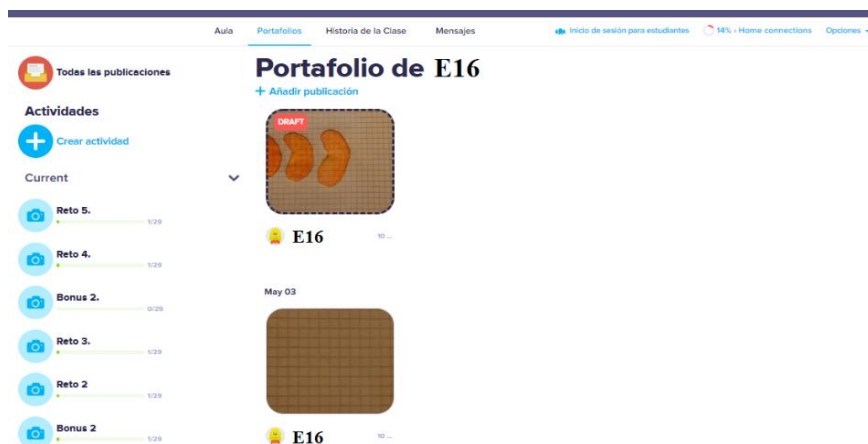 Aula Portafolios Historia de la Clase Mensajes Inicio de sesión para estudiantes 14% › Home connections Opciones
Todas las publicaciones
Actividades
Crear actividad
Current
Reto 5.
1/29
Reto 4.
1/29
Bonus 2.
0/29
Reto 3.
1/29
Reto 2
1/29
Bonus 2
1/29
Portafolio de E16
+ Añadir publicación
DRAFT
E16 10 ...
May 03
E16 10 ...